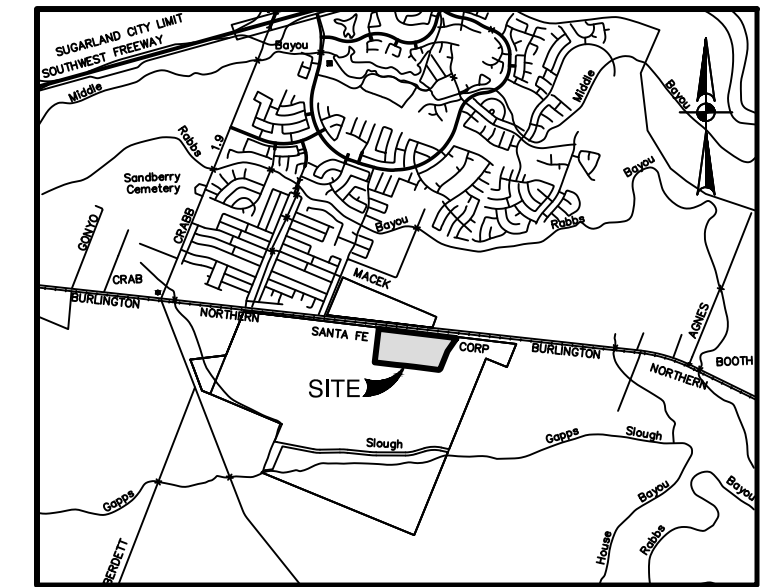 SUGARLAND CITY LIMIT
SOUTHWEST FREEWAY
Bayou
Middle
Middle
Bayou
Rabbs
1.9
Sandberry
Cemetery
Bayou
Bayou
Rabbs
GONYO
CRABB
CRAB
MACEK
AGNES
BURLINGTON
NORTHERN
SANTA FE
CORP
BURLINGTON
NORTHERN
BOOTH
SITE
Slough
Gapps
Slough
Gapps
Bayou
Bayou
House
Rabbs
BERDETT